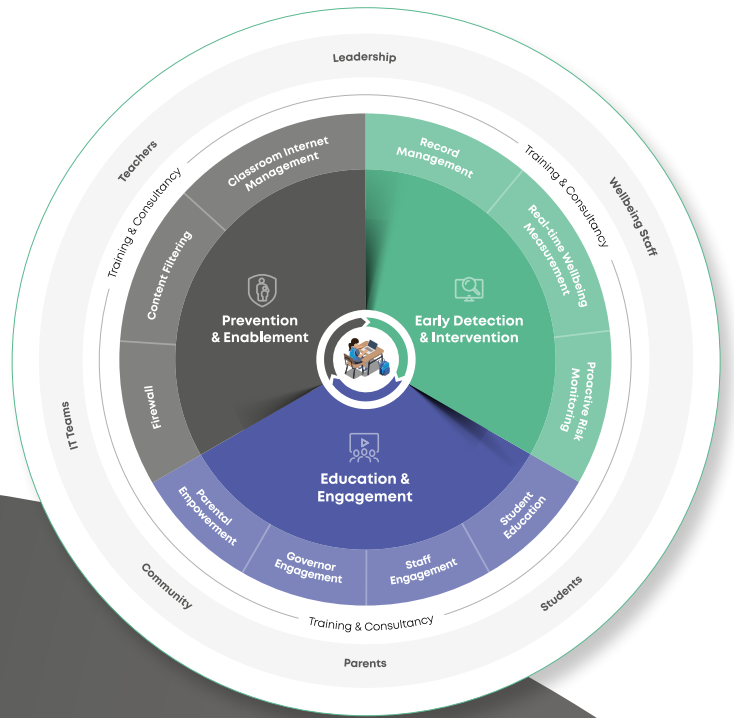 Leadership
Teachers
Wellbeing Staff
IT Teams
Community
Parents
Students
Training & Consultancy
Training & Consultancy
Training & Consultancy
Classroom Internet
Management
Content Filtering
Firewall
Prevention
& Enablement
Record
Management
Real-time Wellbeing
Measurement
Proactive Risk
Monitoring
Early Detection
& Intervention
Education &
Engagement
Parental
Empowerment
Governor
Engagement
Staff
Engagement
Student
Education